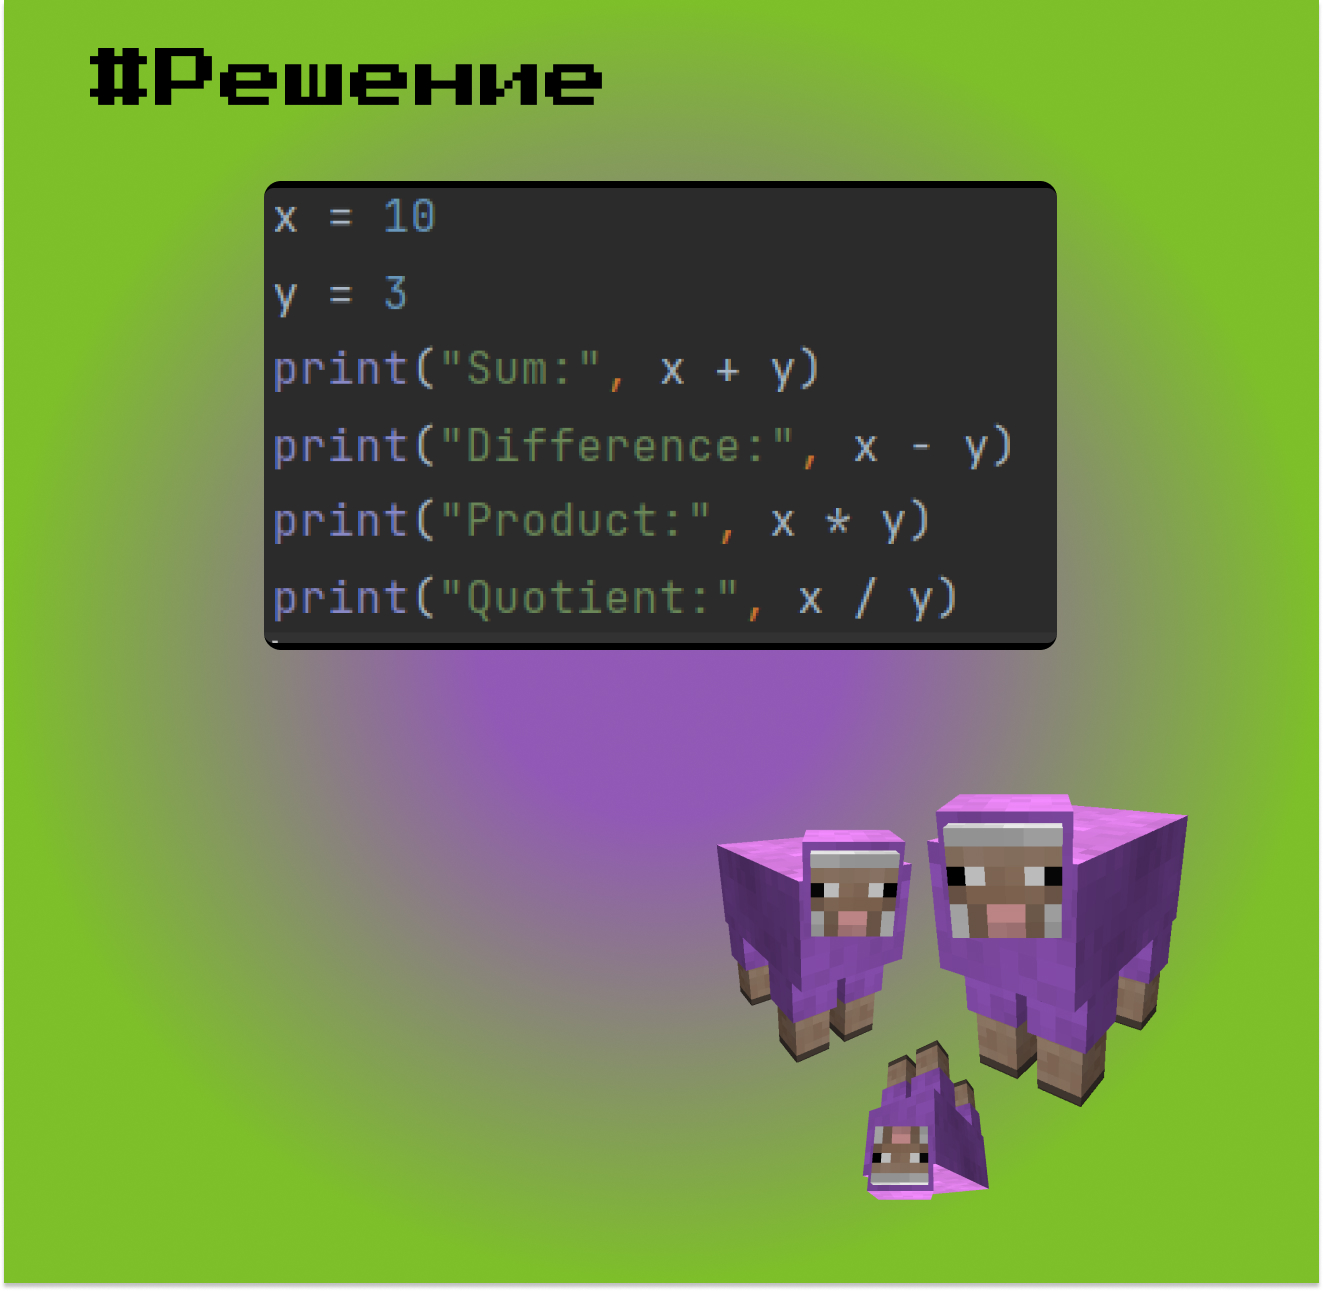 #Решение
x = 10
y = 3
print("Sum:", x + y)
print("Difference:", x - y)
print("Product:", x * y)
print("Quotient:", x / y)